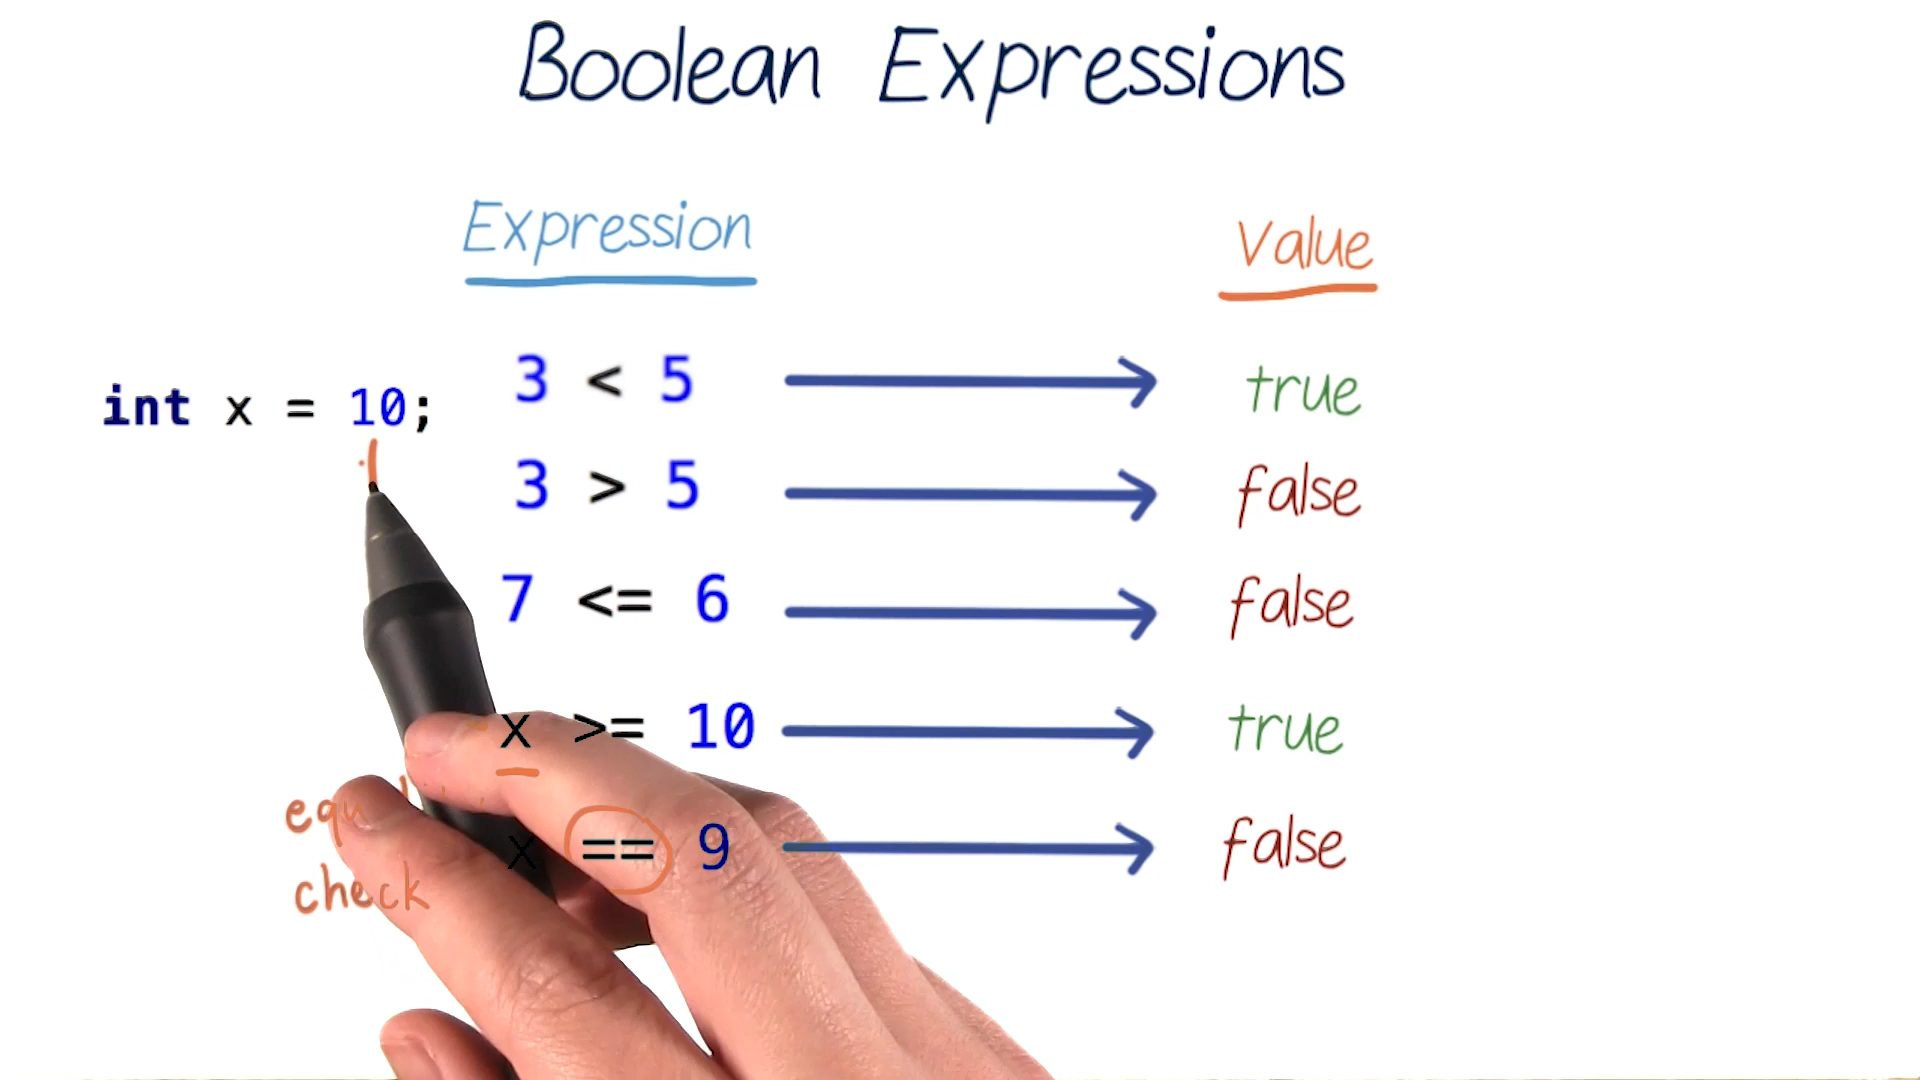 Boolean Expressions
Expression
Value
int x = 10;
3 < 5
true
3 > 5
false
7 <= 6
false
x >= 10
true
x == 9
false
check